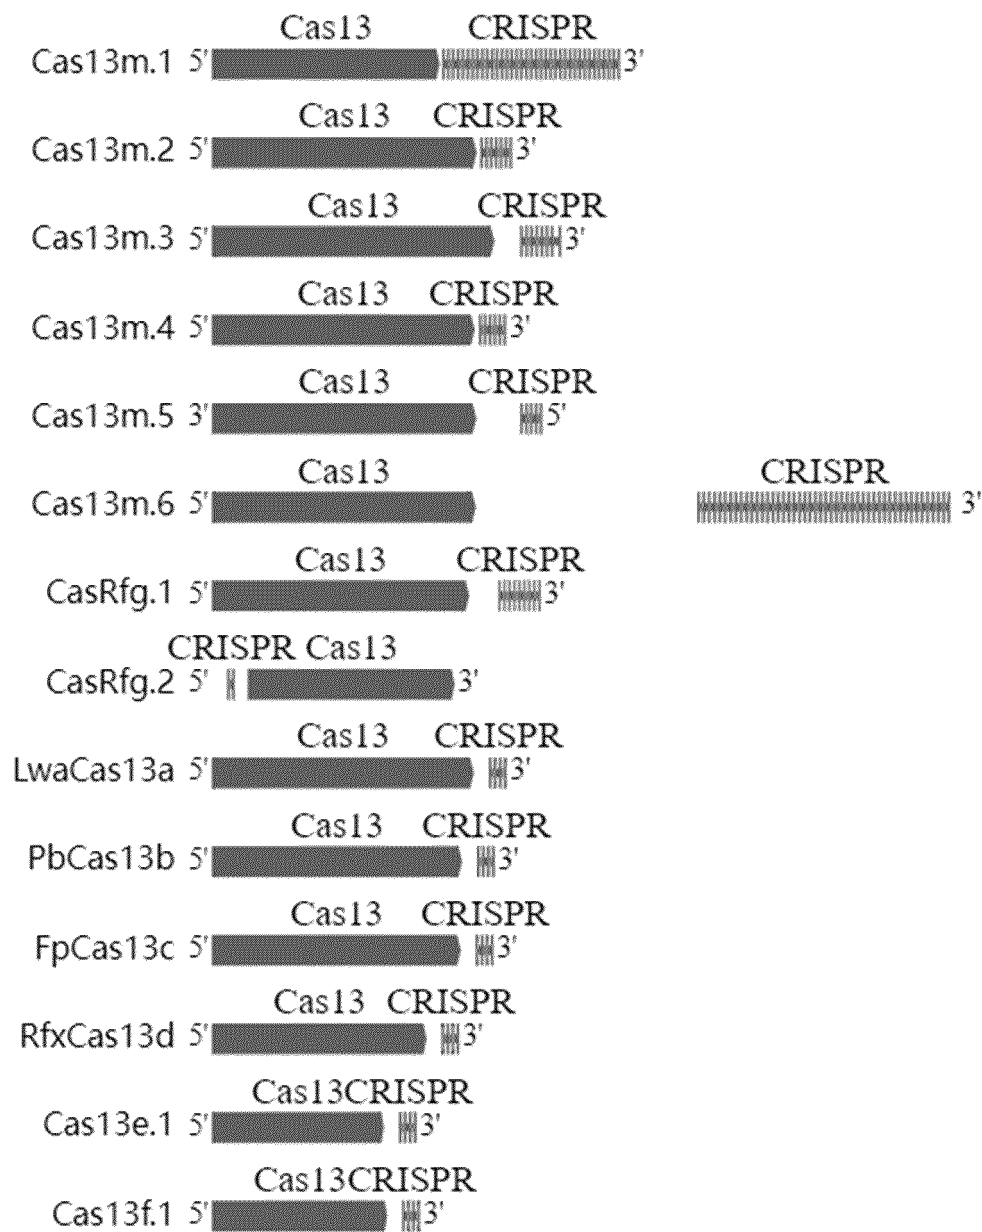 Cas13 CRISPR
Cas13m.1 5' 3'
Cas13 CRISPR
Cas13m.2 5' 3'
Cas13 CRISPR
Cas13m.3 5' 3'
Cas13 CRISPR
Cas13m.4 5' 3'
Cas13 CRISPR
Cas13m.5 3' 5'
Cas13 CRISPR
Cas13m.6 5' 3'
Cas13 CRISPR
CasRfg.1 5' 3'
CRISPR Cas13
CasRfg.2 5' 3'
Cas13 CRISPR
LwaCas13a 5' 3'
Cas13 CRISPR
PbCas13b 5' 3'
Cas13 CRISPR
FpCas13c 5' 3'
Cas13 CRISPR
RfxCas13d 5' 3'
Cas13CRISPR
Cas13e.1 5' 3'
Cas13CRISPR
Cas13f.1 5' 3'